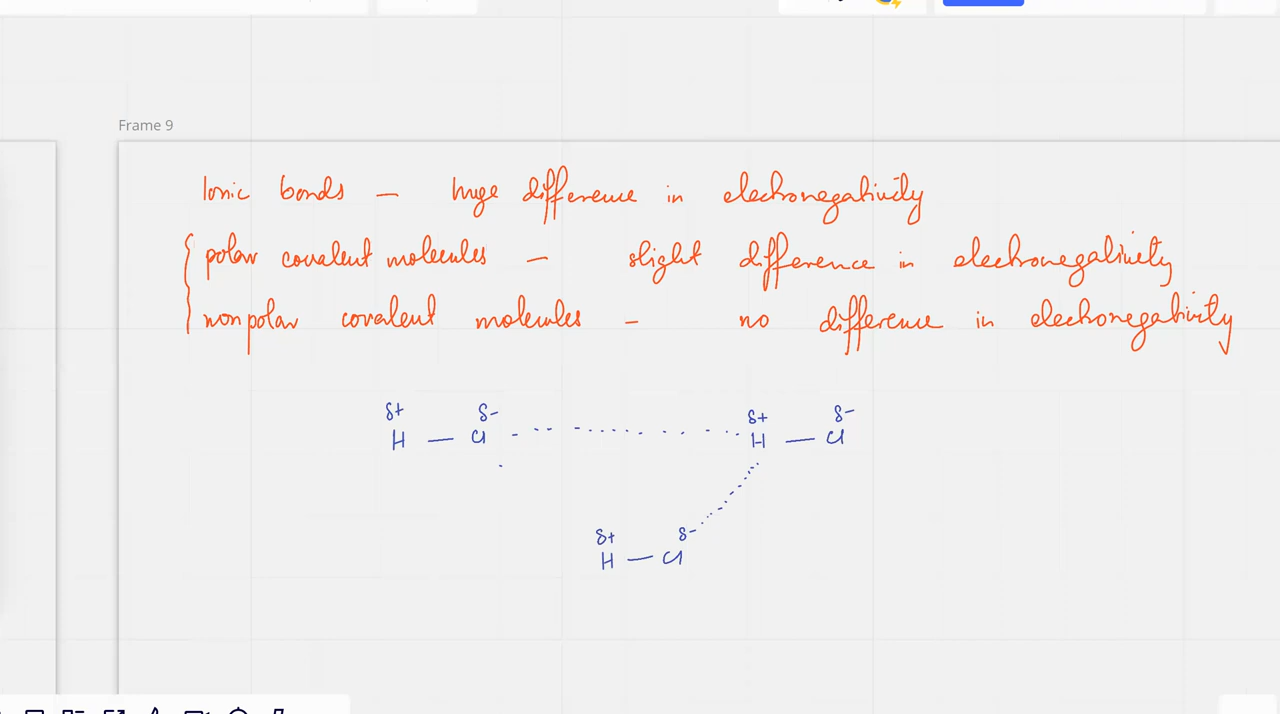 Frame 9
Ionic bonds — huge difference in electronegativity
polar covalent molecules — slight difference in electronegativity
nonpolar covalent molecules — no difference in electronegativity
δ+ δ- δ+ δ-
H — Cl H — Cl
δ+ δ-
H — Cl